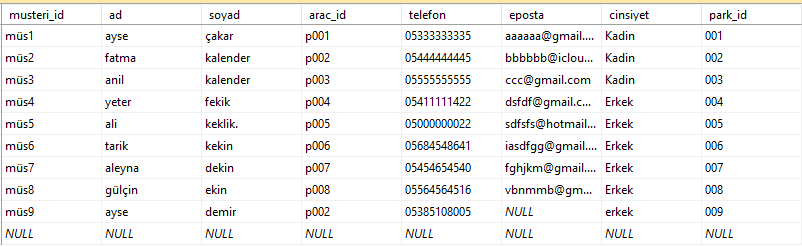 musteri_id ad soyad arac_id telefon eposta cinsiyet park_id
müs1 ayse çakar p001 05333333335 aaaaaa@gmail.... Kadin 001
müs2 fatma kalender p002 05444444445 bbbbbb@iclou... Kadin 002
müs3 anil kalender p003 05555555555 ccc@gmail.com Kadin 003
müs4 yeter fekik p004 05411111422 dsfdf@gmail.c... Erkek 004
müs5 ali keklik. p005 05000000022 sdfsfs@hotmail... Erkek 005
müs6 tarik kekin p006 05684548641 iasdfgg@gmail.... Erkek 006
müs7 aleyna dekin p007 05454654540 fghjkm@gmail.... Erkek 007
müs8 gülçin ekin p008 05564564516 vbnmmb@gm... Erkek 008
müs9 ayse demir p002 05385108005 NULL erkek 009
NULL NULL NULL NULL NULL NULL NULL NULL